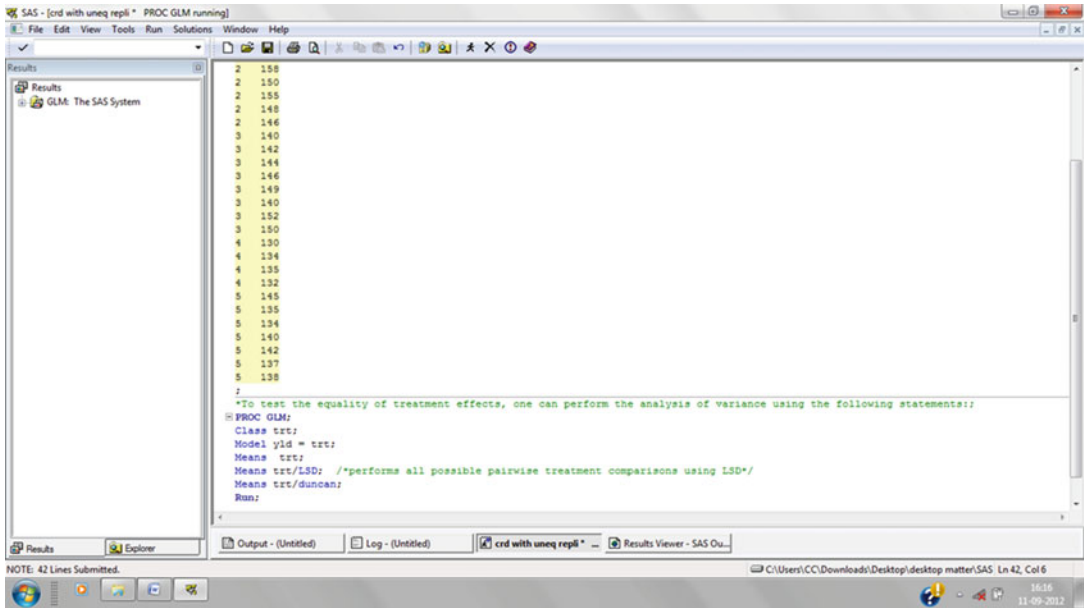 SAS - [crd with uneq repli * PROC GLM running]
File Edit View Tools Run Solutions Window Help
Results
Results
GLM: The SAS System
2 158
2 150
2 155
2 148
2 146
3 140
3 142
3 144
3 146
3 149
3 140
3 152
3 150
4 130
4 134
4 135
4 132
5 145
5 135
5 134
5 140
5 142
5 137
5 138
;
*To test the equality of treatment effects, one can perform the analysis of variance using the following statements:;
PROC GLM;
Class trt;
Model yld = trt;
Means trt;
Means trt/LSD; /*performs all possible pairwise treatment comparisons using LSD*/
Means trt/duncan;
Run;
Results
Explorer
Output - (Untitled)
Log - (Untitled)
crd with uneq repli * ...
Results Viewer - SAS Ou...
NOTE: 42 Lines Submitted.
C:\Users\CC\Downloads\Desktop\desktop matter\SAS Ln 42, Col 6
16:16
11-09-2012